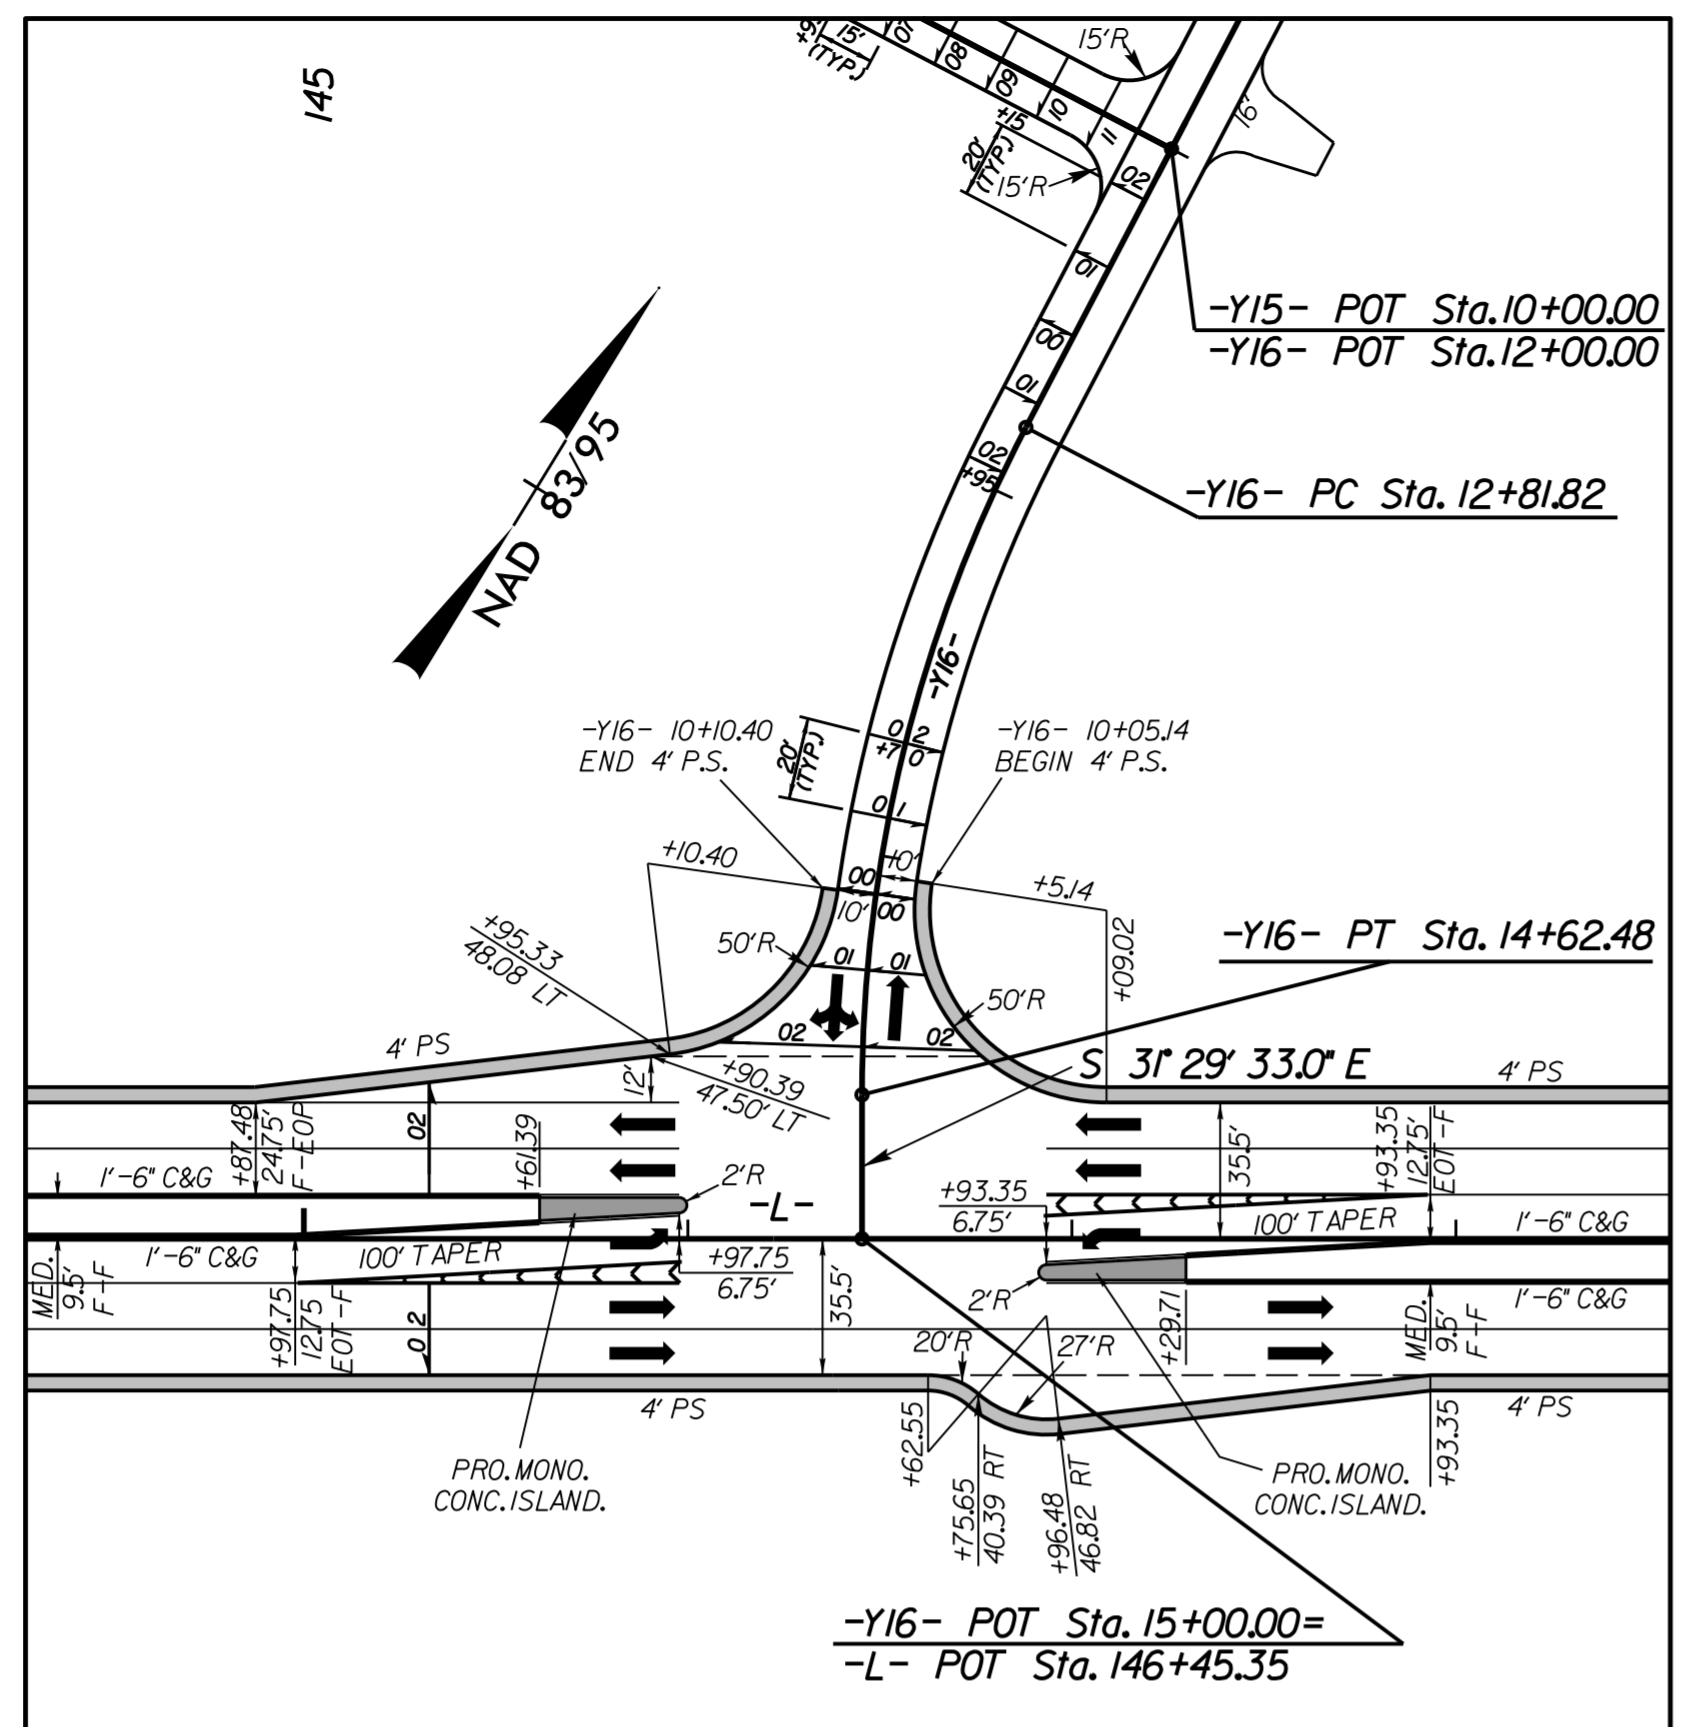 145
+9'
15'
(TYP.)
07
08
09
10
11
+15
20'
(TYP.)
15'R
15'R
16'
02
01
00
01
02
+95
-Y15- POT Sta. 10+00.00
-Y16- POT Sta. 12+00.00
-Y16- PC Sta. 12+81.82
NAD 83/95
-Y16-
-Y16- 10+10.40
END 4' P.S.
20'
(TYP.)
02
+70
01
-Y16- 10+05.14
BEGIN 4' P.S.
+10.40
00
10'
10'
00
+5.14
+09.02
+95.33
48.08 LT
50'R
01
01
50'R
-Y16- PT Sta. 14+62.48
02
02
S 31° 29' 33.0" E
4' PS
4' PS
12'
+90.39
47.50' LT
+87.48
24.75'
F-EOP
02
+61.39
1'-6" C&G
2'R
-L-
+93.35
6.75'
35.5'
+93.35
12.75'
EOT-F
100' TAPER
1'-6" C&G
1'-6" C&G
100' TAPER
+97.75
6.75'
MED.
9.5'
F-F
+97.75
12.75
EOT-F
02
35.5'
2'R
+29.71
1'-6" C&G
MED.
9.5'
F-F
20'R
27'R
4' PS
4' PS
+62.55
+75.65
40.39 RT
+96.48
46.82 RT
+93.35
PRO. MONO.
CONC. ISLAND.
PRO. MONO.
CONC. ISLAND.
-Y16- POT Sta. 15+00.00=
-L- POT Sta. 146+45.35